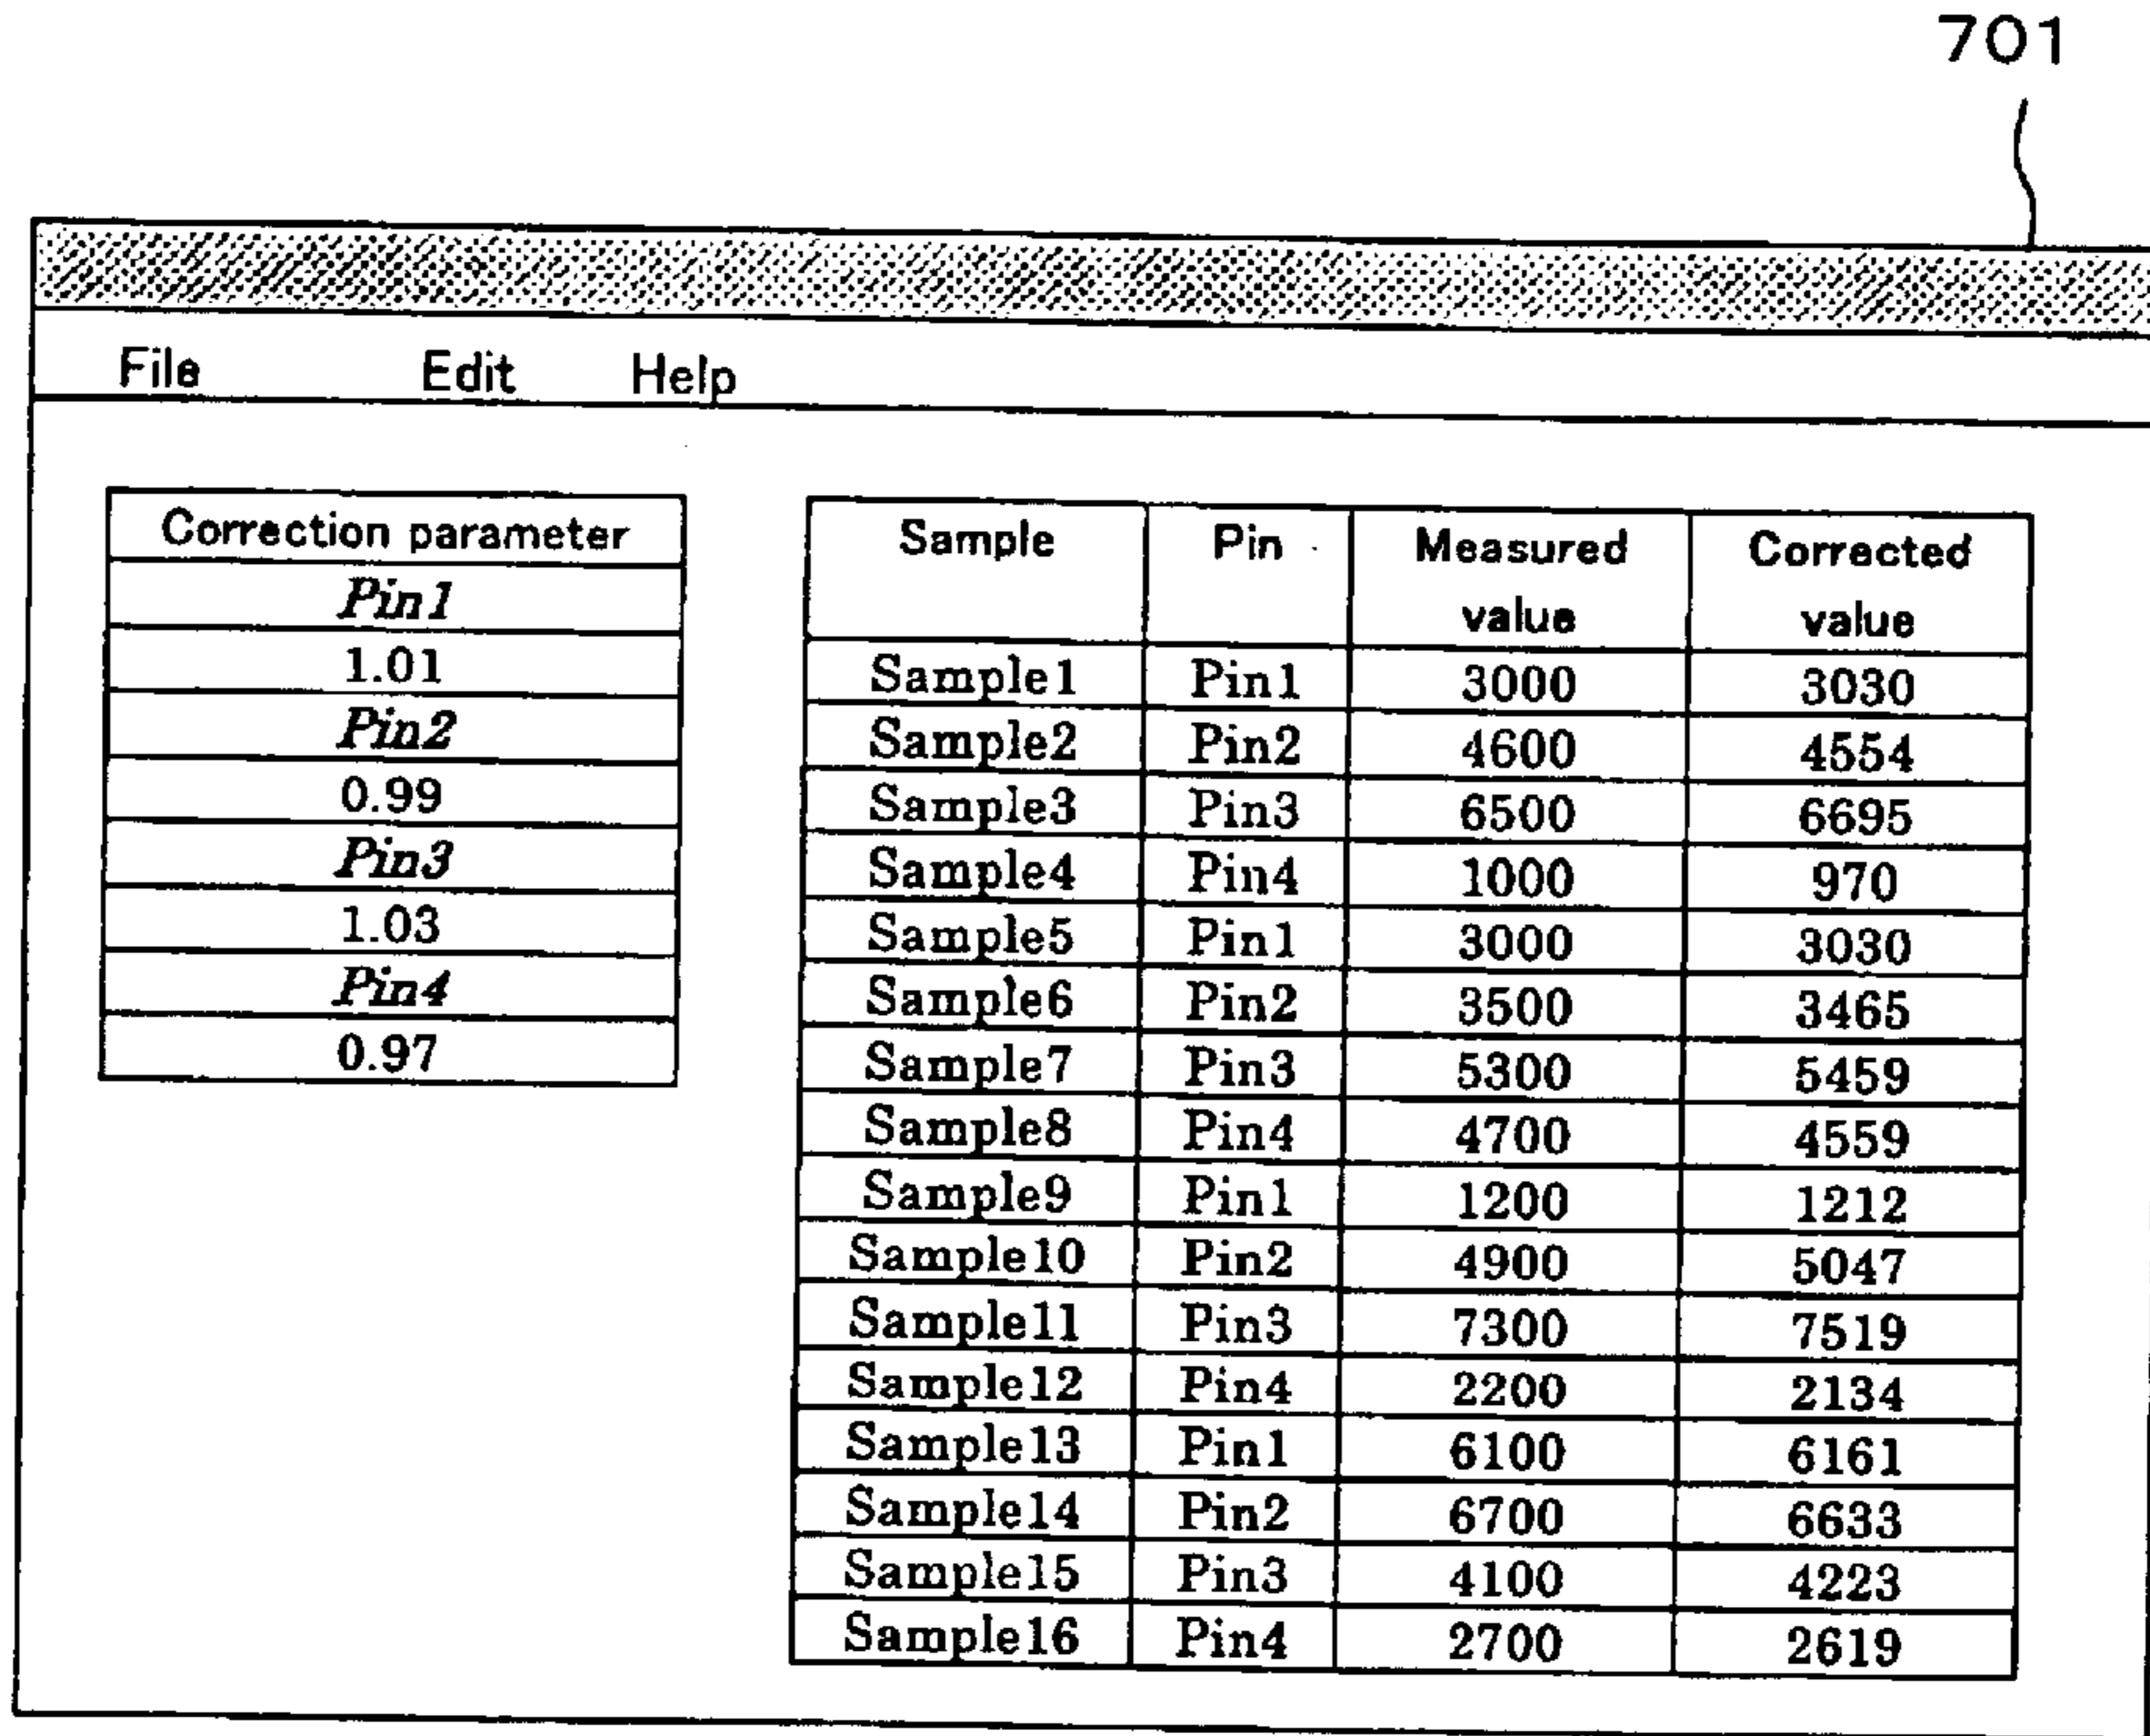 701
File Edit Help
Correction parameter
Pin1
1.01
Pin2
0.99
Pin3
1.03
Pin4
0.97
Sample Pin Measured value Corrected value
Sample1 Pin1 3000 3030
Sample2 Pin2 4600 4554
Sample3 Pin3 6500 6695
Sample4 Pin4 1000 970
Sample5 Pin1 3000 3030
Sample6 Pin2 3500 3465
Sample7 Pin3 5300 5459
Sample8 Pin4 4700 4559
Sample9 Pin1 1200 1212
Sample10 Pin2 4900 5047
Sample11 Pin3 7300 7519
Sample12 Pin4 2200 2134
Sample13 Pin1 6100 6161
Sample14 Pin2 6700 6633
Sample15 Pin3 4100 4223
Sample16 Pin4 2700 2619